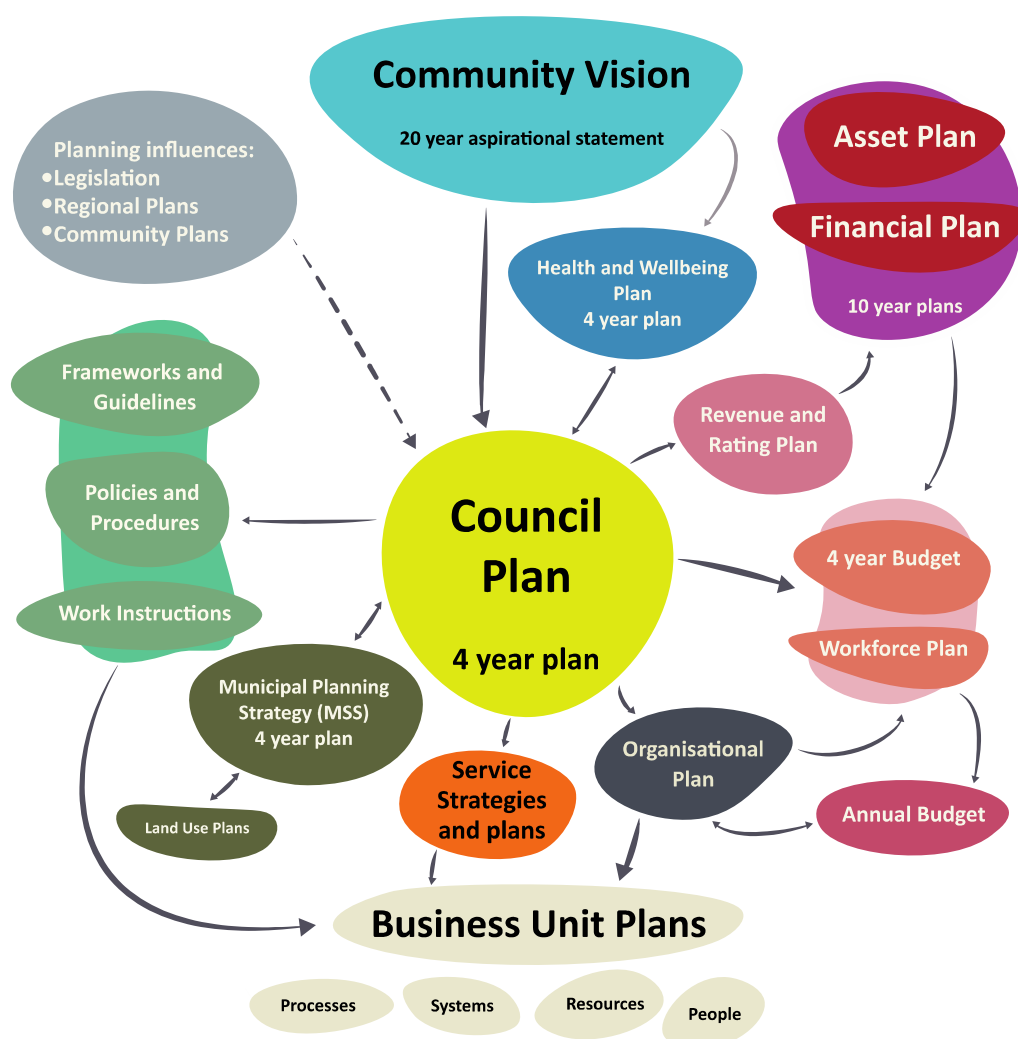 Community Vision
20 year aspirational statement
Planning influences:
•Legislation
•Regional Plans
•Community Plans
Asset Plan
Financial Plan
10 year plans
Health and Wellbeing
Plan
4 year plan
Frameworks and
Guidelines
Policies and
Procedures
Work Instructions
Revenue and
Rating Plan
Council
Plan
4 year plan
4 year Budget
Workforce Plan
Municipal Planning
Strategy (MSS)
4 year plan
Land Use Plans
Service
Strategies
and plans
Organisational
Plan
Annual Budget
Business Unit Plans
Processes
Systems
Resources
People